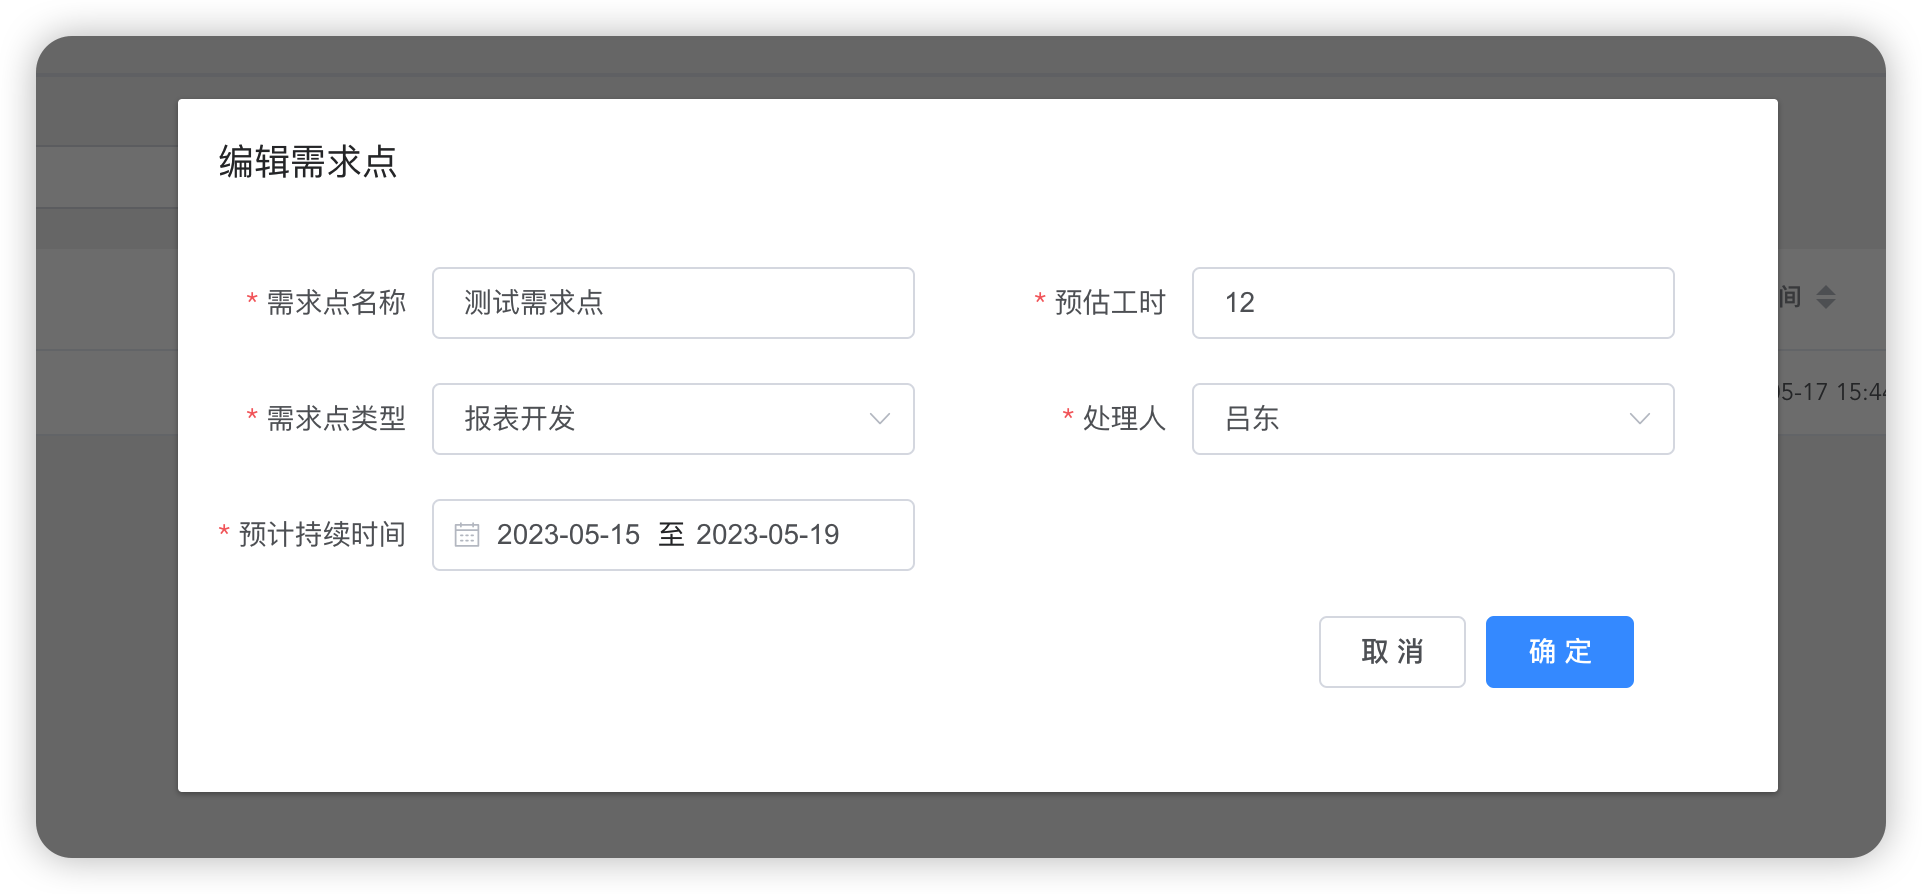 编辑需求点
* 需求点名称 测试需求点 * 预估工时 12
间
* 需求点类型 报表开发 * 处理人 吕东
05-17 15:44
* 预计持续时间 2023-05-15 至 2023-05-19
取 消 确 定